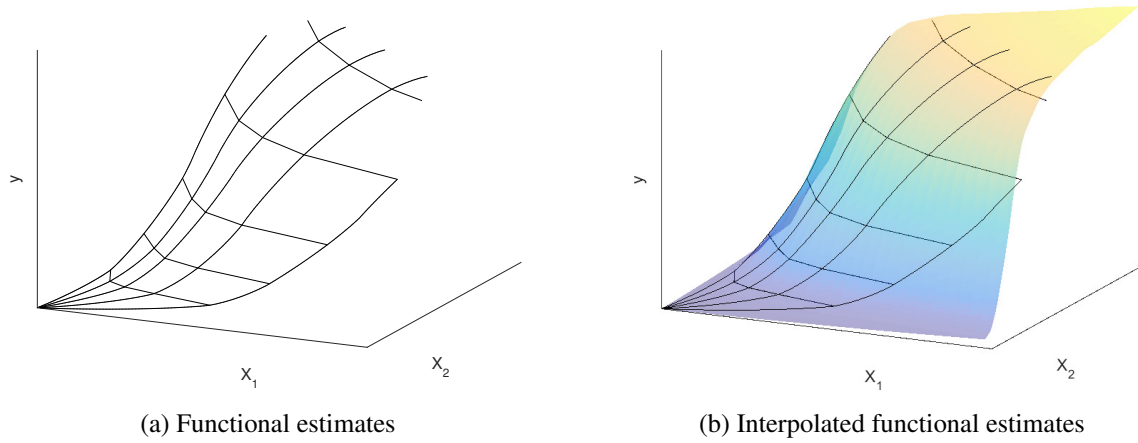 y
X₁
X₂
(a) Functional estimates
y
X₁
X₂
(b) Interpolated functional estimates